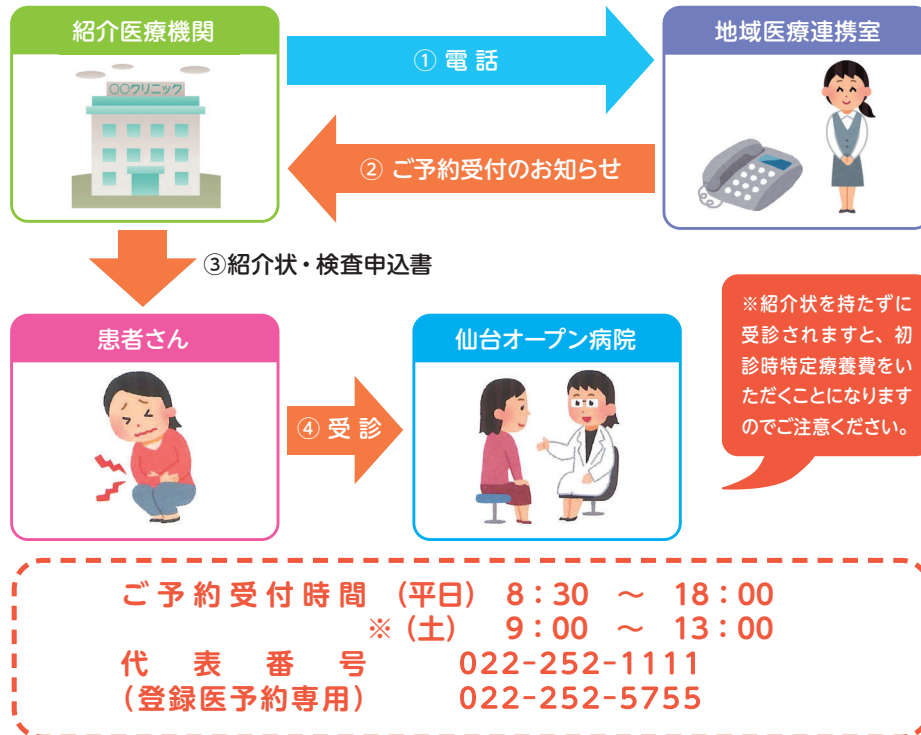 紹介医療機関
○○クリニック
① 電 話
地域医療連携室
② ご予約受付のお知らせ
③紹介状・検査申込書
患者さん
④ 受 診
仙台オープン病院
※紹介状を持たずに
受診されますと、初
診時特定療養費をい
ただくことになります
のでご注意ください。
ご予約受付時間 (平日) 8：30 ～ 18：00
※(土) 9：00 ～ 13：00
代表番号 022-252-1111
(登録医予約専用) 022-252-5755